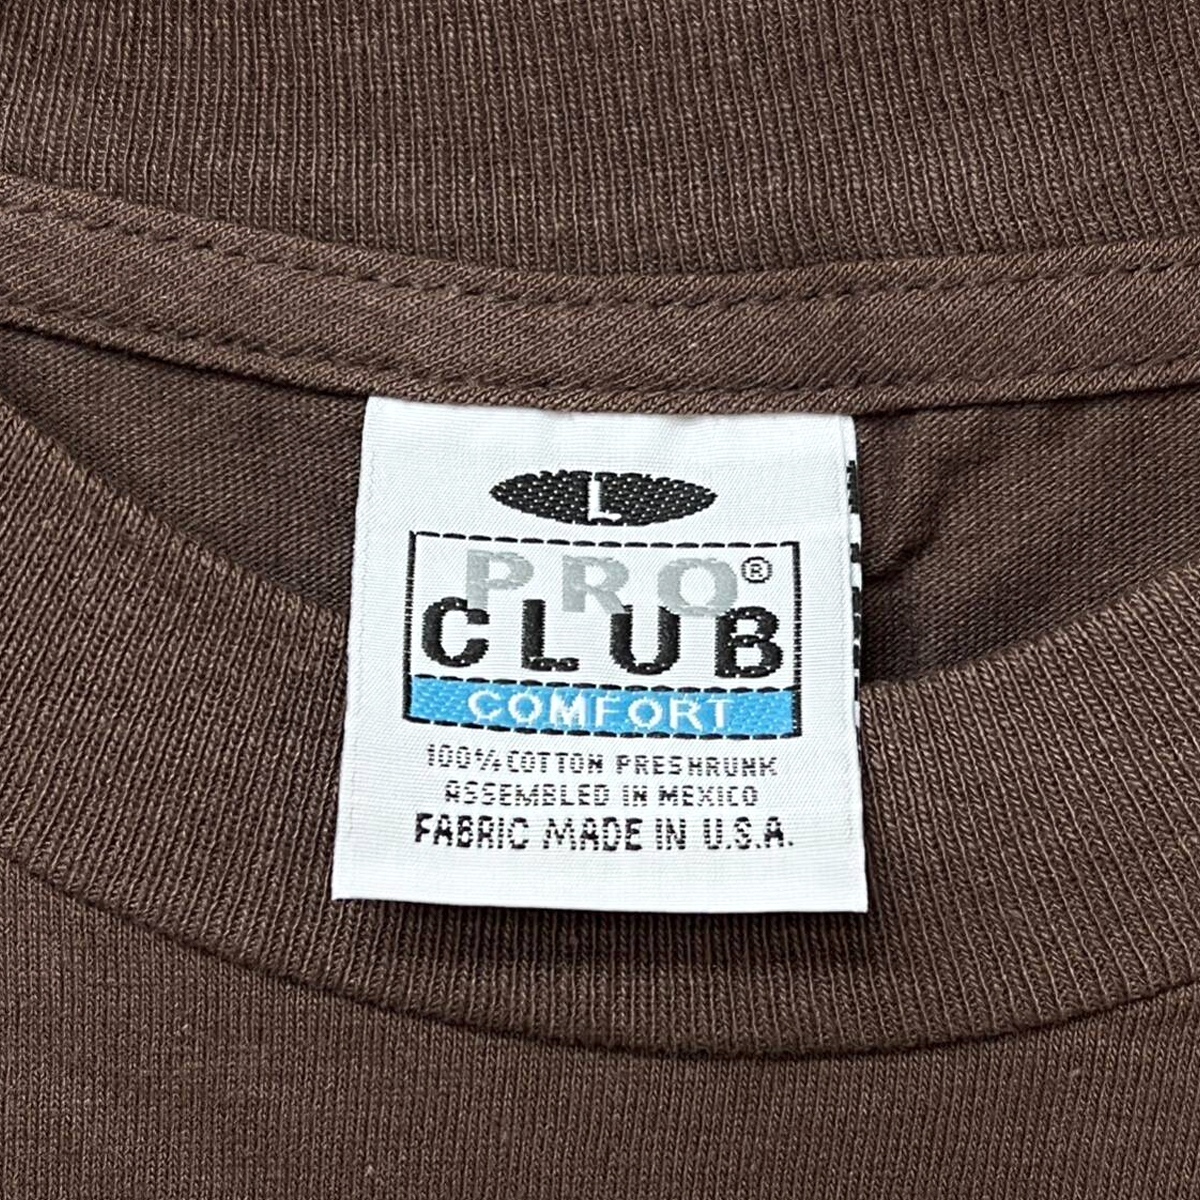 L
PRO®
CLUB
COMFORT
100% COTTON PRESHRUNK
ASSEMBLED IN MEXICO
FABRIC MADE IN U.S.A.